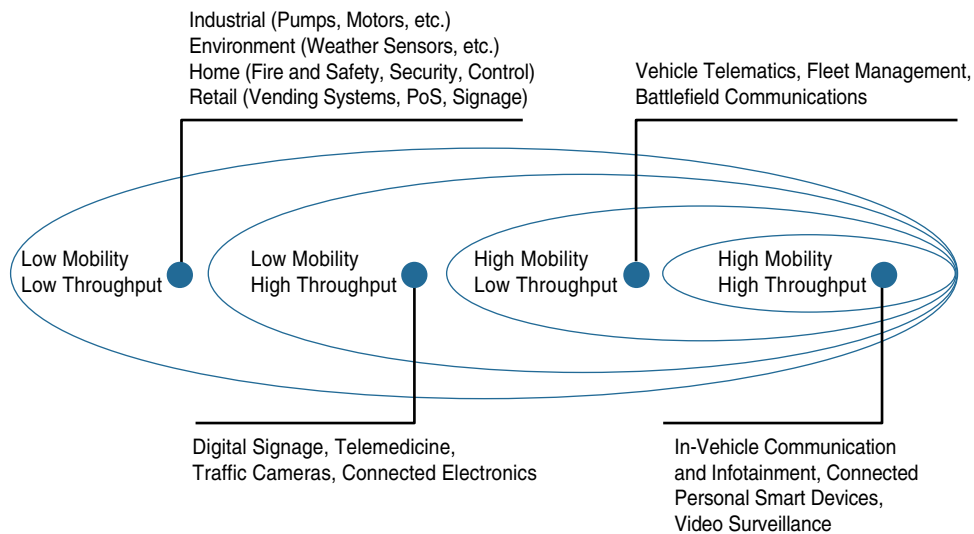 Industrial (Pumps, Motors, etc.)
Environment (Weather Sensors, etc.)
Home (Fire and Safety, Security, Control)
Retail (Vending Systems, PoS, Signage)
Vehicle Telematics, Fleet Management,
Battlefield Communications
Low Mobility
Low Throughput
Low Mobility
High Throughput
High Mobility
Low Throughput
High Mobility
High Throughput
Digital Signage, Telemedicine,
Traffic Cameras, Connected Electronics
In-Vehicle Communication
and Infotainment, Connected
Personal Smart Devices,
Video Surveillance